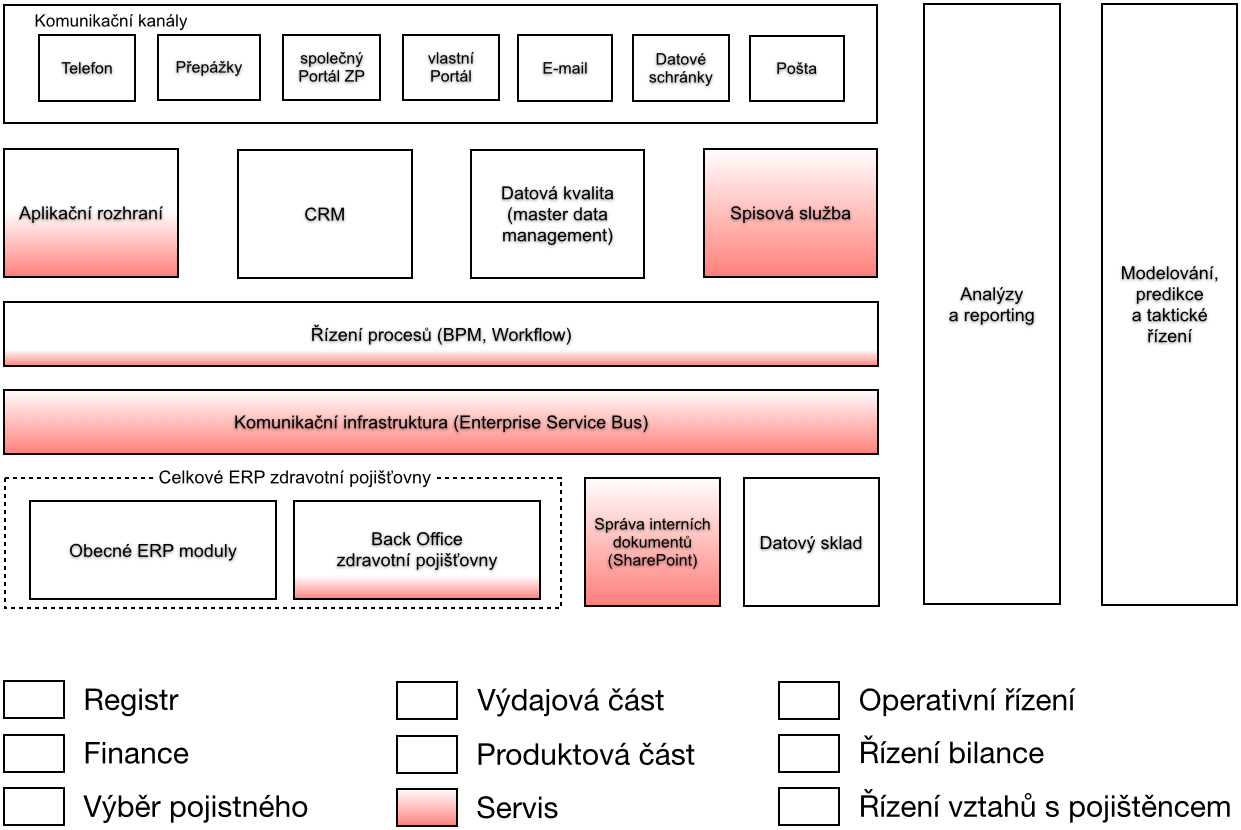 Komunikační kanály
Telefon
Přepážky
společný
Portál ZP
vlastní
Portál
E-mail
Datové
schránky
Pošta
Aplikační rozhraní
CRM
Datová kvalita
(master data
management)
Spisová služba
Řízení procesů (BPM, Workflow)
Komunikační infrastruktura (Enterprise Service Bus)
Celkové ERP zdravotní pojišťovny
Obecné ERP moduly
Back Office
zdravotní pojišťovny
Správa interních
dokumentů
(SharePoint)
Datový sklad
Analýzy
a reporting
Modelování,
predikce
a taktické
řízení
Registr
Finance
Výběr pojistného
Výdajová část
Produktová část
Servis
Operativní řízení
Řízení bilance
Řízení vztahů s pojištěncem